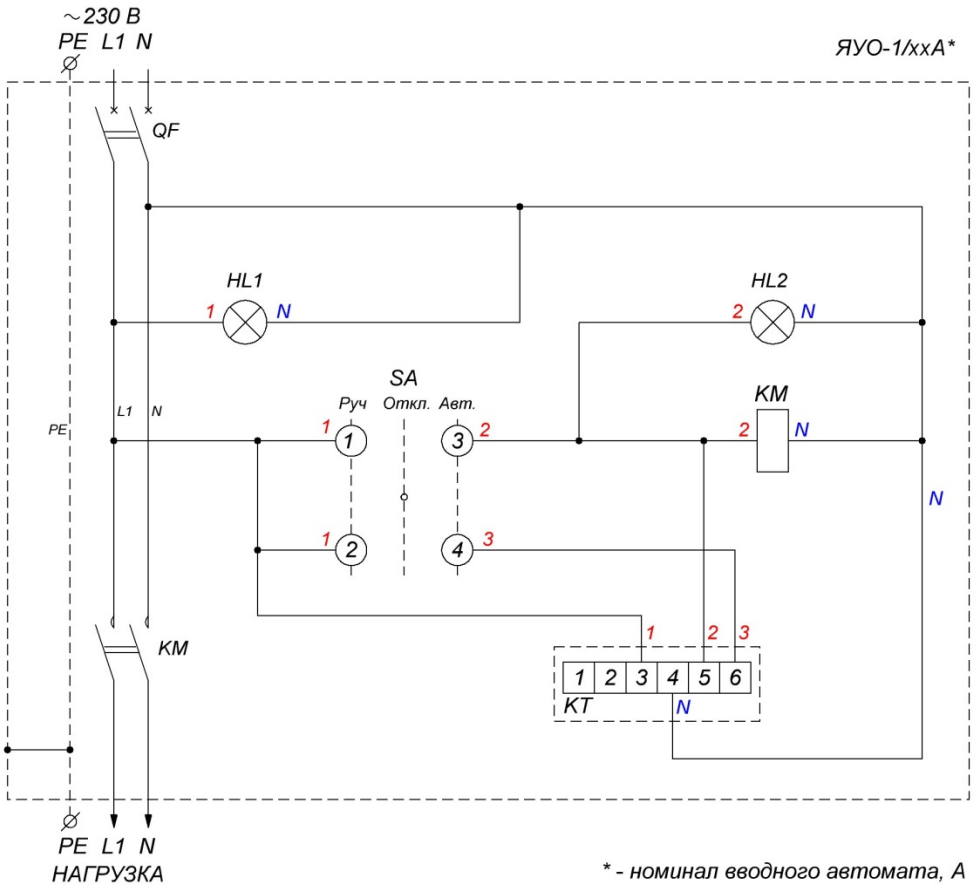 ~230 В
PE L1 N
ЯУО-1/ххА*
QF
HL1
HL2
1 N
2 N
SA
KM
Руч Откл. Авт.
L1 N
PE
1 1
3 2
2 N
N
1 2
4 3
1 2 3
KM
1 2 3 4 5 6
KT
N
PE L1 N
НАГРУЗКА
* - номинал вводного автомата, А